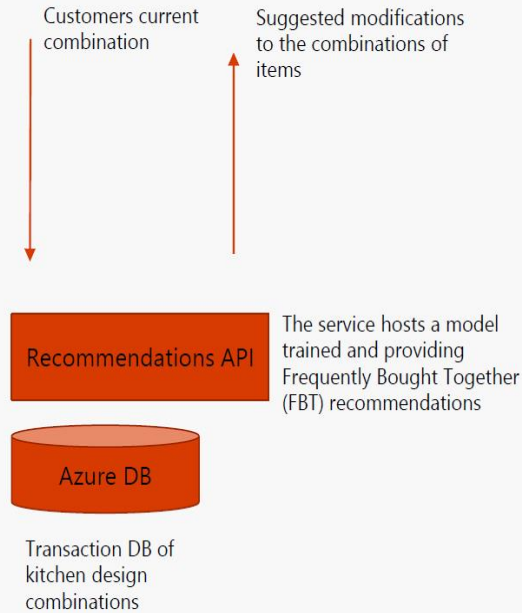 Customers current
combination
Suggested modifications
to the combinations of
items
Recommendations API
The service hosts a model
trained and providing
Frequently Bought Together
(FBT) recommendations
Azure DB
Transaction DB of
kitchen design
combinations